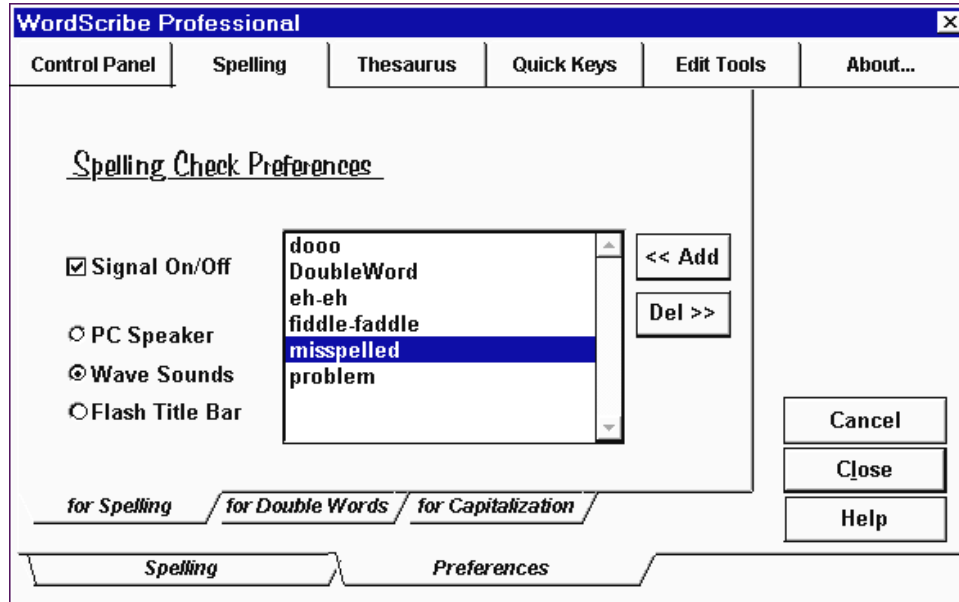 WordScribe Professional
Control Panel Spelling Thesaurus Quick Keys Edit Tools About...
Spelling Check Preferences
Signal On/Off
PC Speaker
Wave Sounds
Flash Title Bar
dooo
DoubleWord
eh-eh
fiddle-faddle
misspelled
problem
<< Add
Del >>
Cancel
Close
Help
for Spelling for Double Words for Capitalization
Spelling Preferences